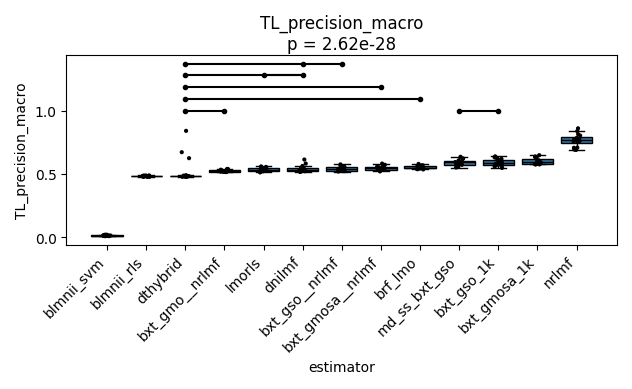 TL_precision_macro
p = 2.62e-28
TL_precision_macro
1.0
0.5
0.0
blmnii_svm
blmnii_rls
dthybrid
bxt_gmo__nrlmf
lmorls
dnilmf
bxt_gso__nrlmf
bxt_gmosa__nrlmf
brf_lmo
md_ss_bxt_gso
bxt_gso_1k
bxt_gmosa_1k
nrlmf
estimator